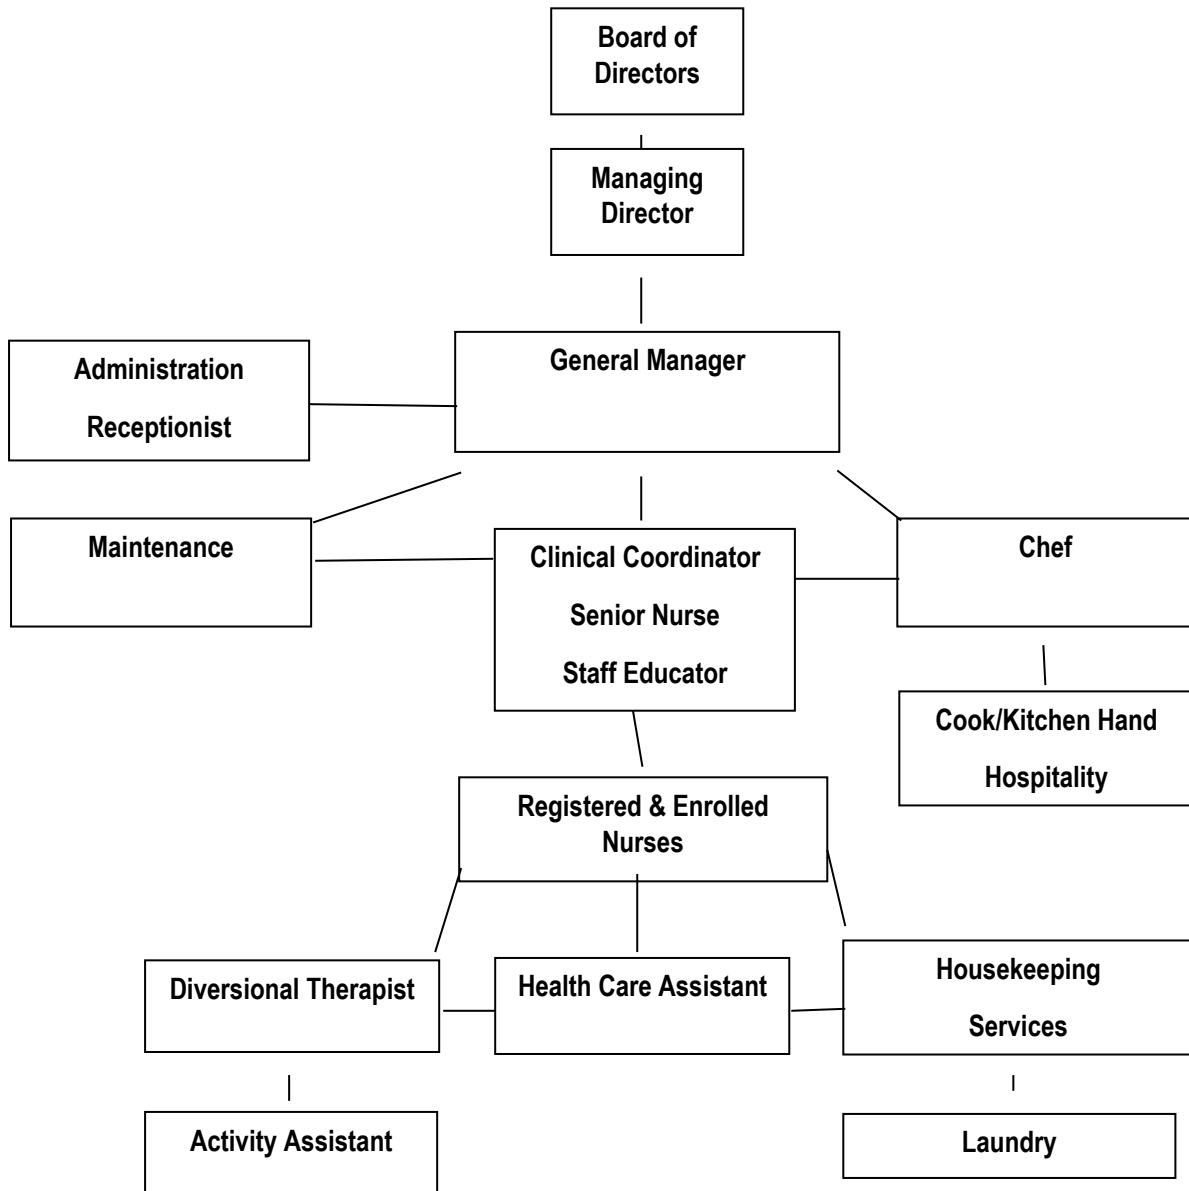 Board of
Directors
Managing
Director
General Manager
Administration
Receptionist
Maintenance
Clinical Coordinator
Senior Nurse
Staff Educator
Chef
Cook/Kitchen Hand
Hospitality
Registered & Enrolled
Nurses
Diversional Therapist
Health Care Assistant
Housekeeping
Services
Activity Assistant
Laundry